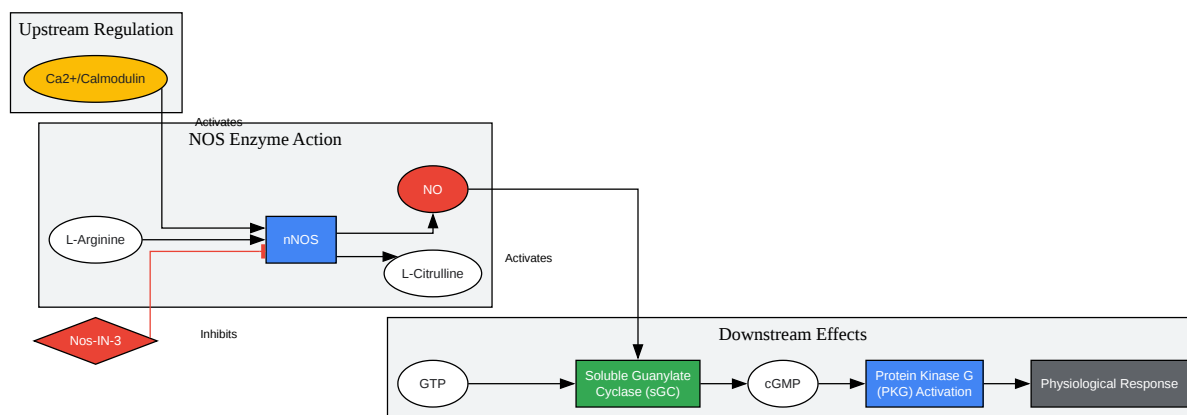 Upstream Regulation
Ca2+/Calmodulin
Activates
NOS Enzyme Action
NO
L-Arginine
nNOS
L-Citrulline
Activates
Nos-IN-3
Inhibits
Downstream Effects
GTP
Soluble Guanylate
Cyclase (sGC)
cGMP
Protein Kinase G
(PKG) Activation
Physiological Response